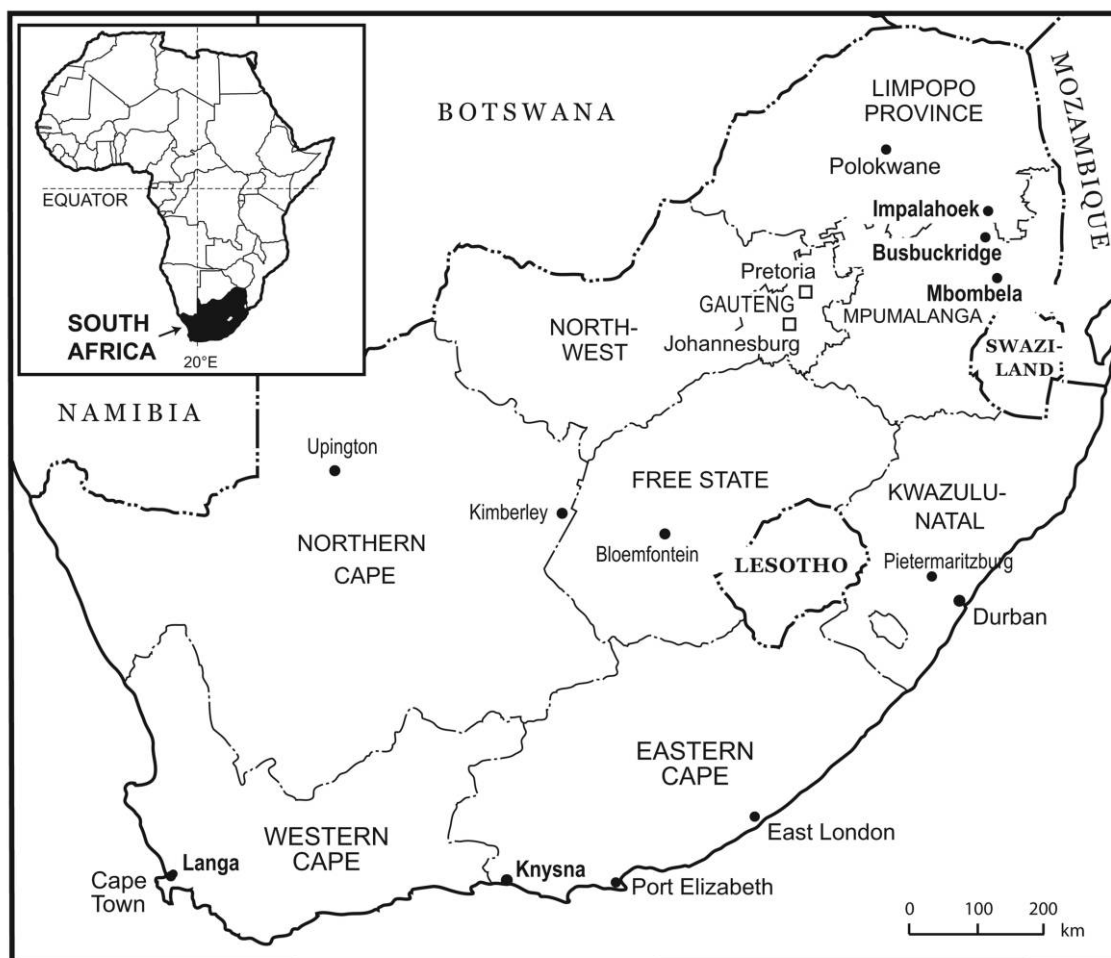 EQUATOR
SOUTH
AFRICA
20°E
BOTSWANA
MOZAMBIQUE
LIMPOPO
PROVINCE
Polokwane
Impalahoek
Busbuckridge
Mbombela
Pretoria
GAUTENG
Johannesburg
MPUMALANGA
NORTH-
WEST
SWAZI-
LAND
NAMIBIA
Upington
Kimberley
FREE STATE
Bloemfontein
LESOTHO
KWAZULU-
NATAL
Pietermaritzburg
Durban
NORTHERN
CAPE
EASTERN
CAPE
East London
WESTERN
CAPE
Langa
Cape
Town
Knysna
Port Elizabeth
0 100 200
km